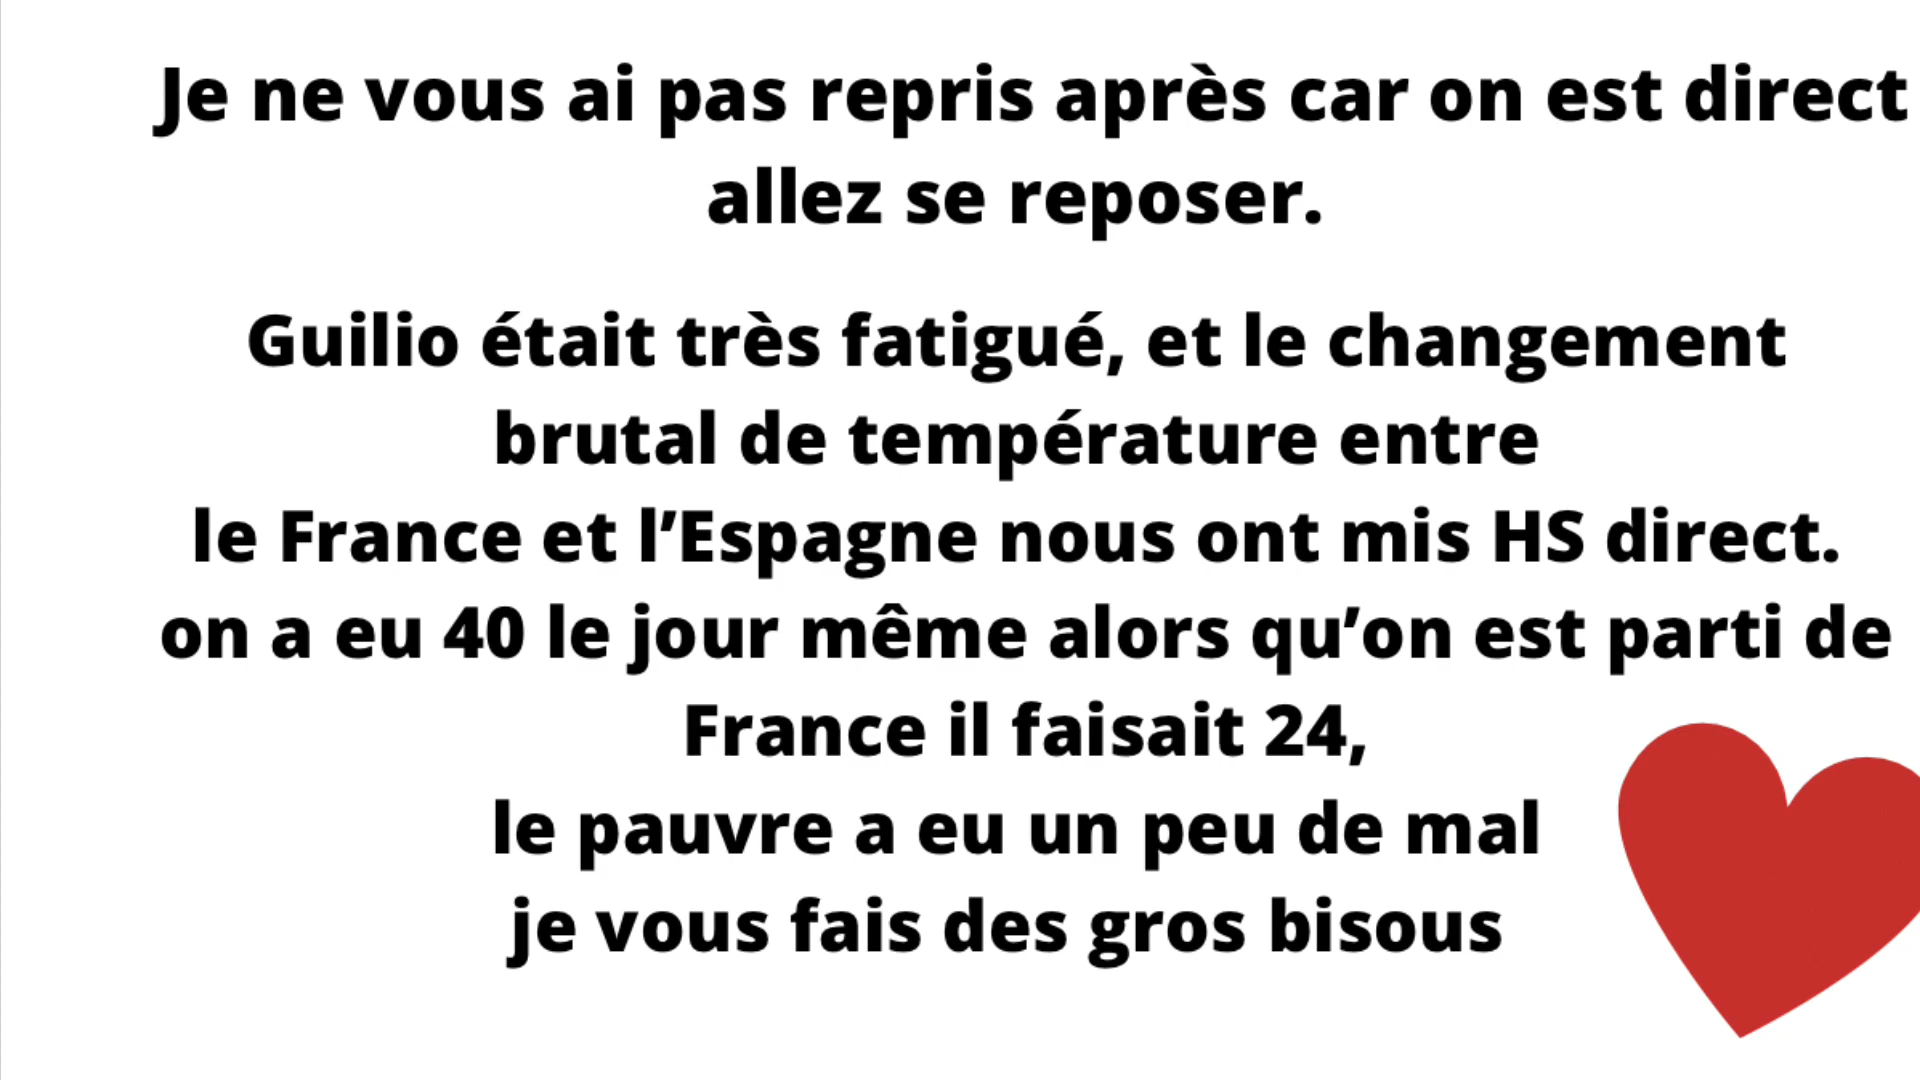 Je ne vous ai pas repris après car on est direct
allez se reposer.
Guilio était très fatigué, et le changement
brutal de température entre
le France et l’Espagne nous ont mis HS direct.
on a eu 40 le jour même alors qu’on est parti de
France il faisait 24,
le pauvre a eu un peu de mal
je vous fais des gros bisous